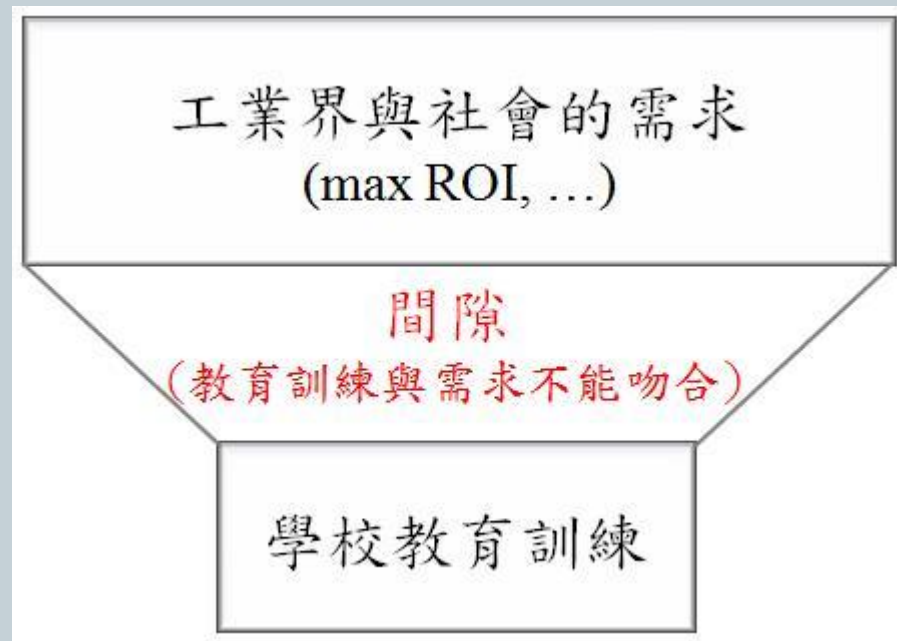 工業界與社會的需求
(max ROI, …)
間隙
(教育訓練與需求不能吻合)
學校教育訓練